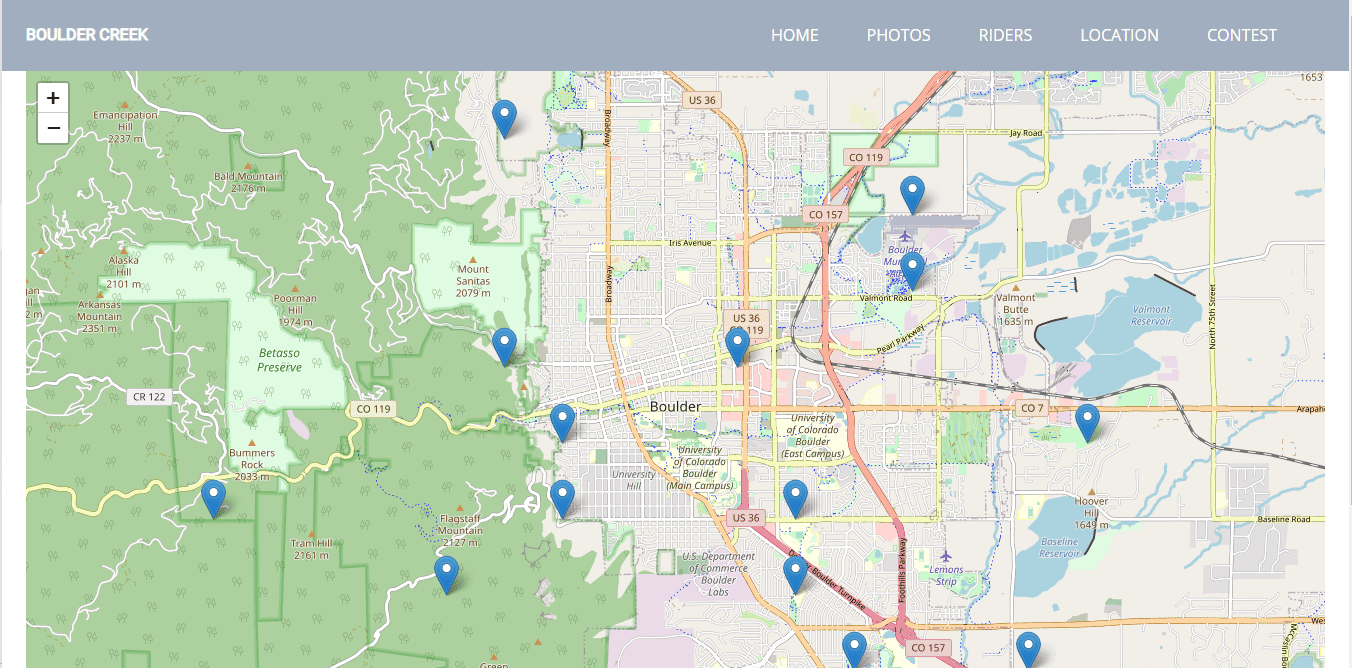 BOULDER CREEK
HOME
PHOTOS
RIDERS
LOCATION
CONTEST
+
−
1653
Emancipation
Hill
2237 m
US 36
Broadway
Jay Road
CO 119
Bald Mountain
2176 m
CO 157
Iris Avenue
Boulder
Alaska
Hill
2101 m
Mount
Sanitas
2079 m
Broadway
Valmont Road
Arkansas
Mountain
2351 m
Poorman
Hill
1974 m
Valmont
Butte
1635 m
Valmont
Reservoir
North 75th Street
US 36
119
Pearl Parkway
Betasso
Preserve
CR 122
CO 119
Boulder
CO 7
University
of Colorado
Boulder
(East Campus)
Bummers
Rock
2033 m
University
of Colorado
Boulder
(Main Campus)
University
Hill
Hoover
Hill
1649 m
US 36
Baseline Road
Flagstaff
Mountain
2127 m
Tram Hill
2161 m
Baseline
Reservoir
U.S. Department
of Commerce
Boulder
Labs
Boulder Turnpike
Foothills Parkway
Lemons
Strip
CO 157
Green